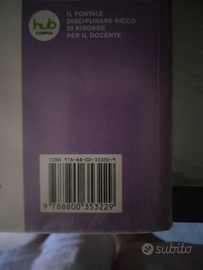 hub
CAMPUS
IL PORTALE
DISCIPLINARE RICCO
DI RISORSE
PER IL DOCENTE
ISBN 978-88-00-35322-9
9 788800 353229
subito